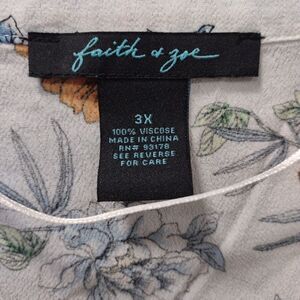 faith & zoe
3X
100% VISCOSE
MADE IN CHINA
RN# 93178
SEE REVERSE
FOR CARE